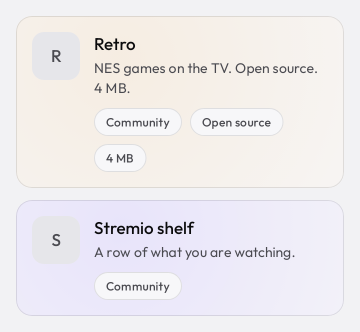 R
Retro
NES games on the TV. Open source.
4 MB.
Community
Open source
4 MB
S
Stremio shelf
A row of what you are watching.
Community